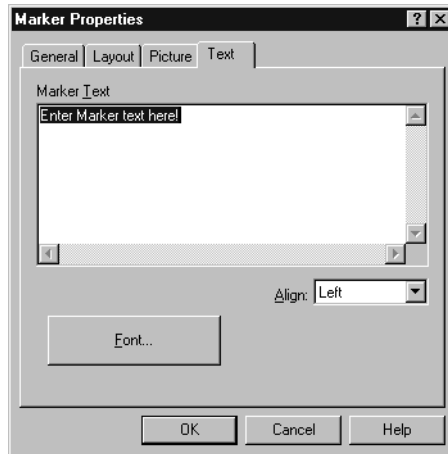 Marker Properties
General Layout Picture Text
Marker Text
Enter Marker text here!
Align: Left
Font...
OK Cancel Help